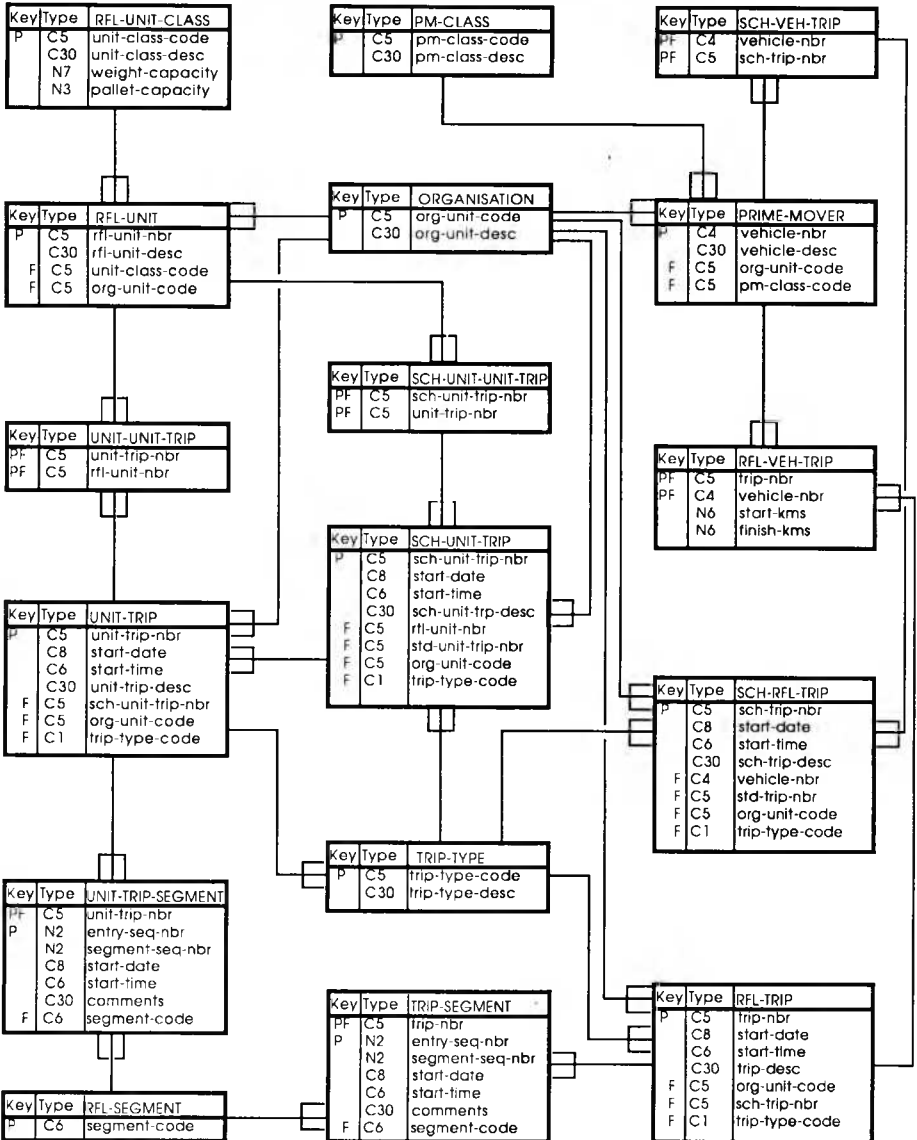 Key Type RFL-UNIT-CLASS
P C5 unit-class-code
C30 unit-class-desc
N7 weight-capacity
N3 pallet-capacity
Key Type PM-CLASS
P C5 pm-class-code
C30 pm-class-desc
Key Type SCH-VEH-TRIP
PF C4 vehicle-nbr
PF C5 sch-trip-nbr
Key Type RFL-UNIT
P C5 rfl-unit-nbr
C30 rfl-unit-desc
F C5 unit-class-code
F C5 org-unit-code
Key Type ORGANISATION
P C5 org-unit-code
C30 org-unit-desc
Key Type PRIME-MOVER
P C4 vehicle-nbr
C30 vehicle-desc
F C5 org-unit-code
F C5 pm-class-code
Key Type SCH-UNIT-UNIT-TRIP
PF C5 sch-unit-trip-nbr
PF C5 unit-trip-nbr
Key Type UNIT-UNIT-TRIP
PF C5 unit-trip-nbr
PF C5 rfl-unit-nbr
Key Type RFL-VEH-TRIP
PF C5 trip-nbr
PF C4 vehicle-nbr
N6 start-kms
N6 finish-kms
Key Type SCH-UNIT-TRIP
P C5 sch-unit-trip-nbr
C8 start-date
C6 start-time
C30 sch-unit-trp-desc
F C5 rfl-unit-nbr
F C5 std-unit-trip-nbr
F C5 org-unit-code
F C1 trip-type-code
Key Type UNIT-TRIP
P C5 unit-trip-nbr
C8 start-date
C6 start-time
C30 unit-trip-desc
F C5 sch-unit-trip-nbr
F C5 org-unit-code
F C1 trip-type-code
Key Type SCH-RFL-TRIP
P C5 sch-trip-nbr
C8 start-date
C6 start-time
C30 sch-trip-desc
F C4 vehicle-nbr
F C5 std-trip-nbr
F C5 org-unit-code
F C1 trip-type-code
Key Type TRIP-TYPE
P C5 trip-type-code
C30 trip-type-desc
Key Type UNIT-TRIP-SEGMENT
PF C5 unit-trip-nbr
P N2 entry-seq-nbr
N2 segment-seq-nbr
C8 start-date
C6 start-time
C30 comments
F C6 segment-code
Key Type TRIP-SEGMENT
PF C5 trip-nbr
P N2 entry-seq-nbr
N2 segment-seq-nbr
C8 start-date
C6 start-time
C30 comments
F C6 segment-code
Key Type RFL-TRIP
P C5 trip-nbr
C8 start-date
C6 start-time
C30 trip-desc
F C5 org-unit-code
F C5 sch-trip-nbr
F C1 trip-type-code
Key Type RFL-SEGMENT
P C6 segment-code